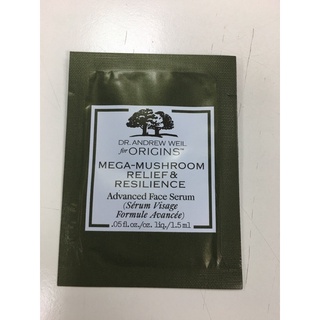 DR. ANDREW WEIL
for ORIGINS™
MEGA-MUSHROOM
RELIEF &
RESILIENCE
Advanced Face Serum
(Sérum Visage
Formule Avancée)
.05 fl.oz./oz. liq./1.5 ml